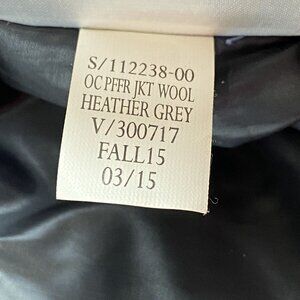 S/112238-00
OC PFFR JKT WOOL
HEATHER GREY
V/300717
FALL15
03/15